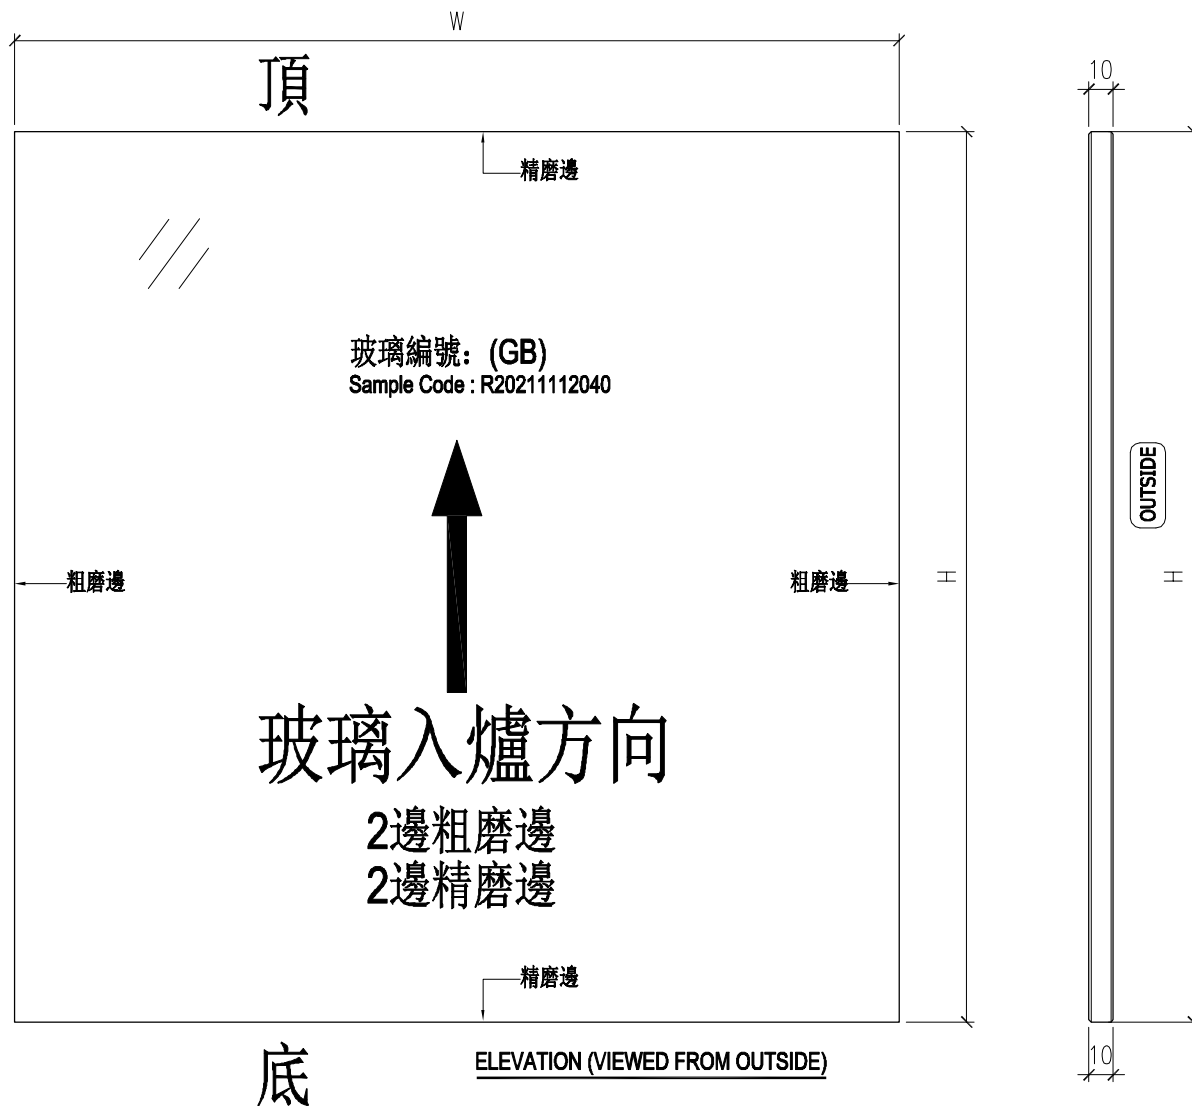 W
頂
10
精磨邊
玻璃編號：(GB)
Sample Code : R20211112040
OUTSIDE
粗磨邊
粗磨邊
H
H
玻璃入爐方向
2邊粗磨邊
2邊精磨邊
精磨邊
底
ELEVATION (VIEWED FROM OUTSIDE)
10